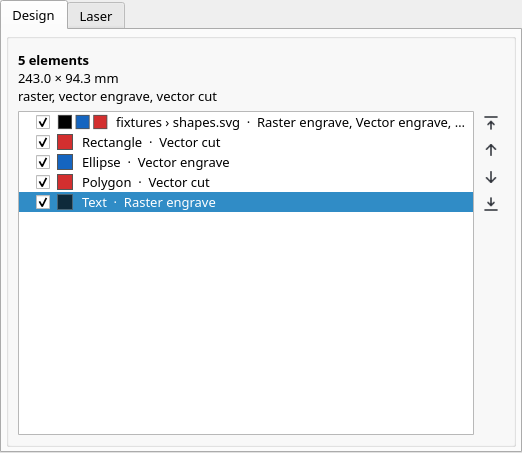 Design
Laser
5 elements
243.0 × 94.3 mm
raster, vector engrave, vector cut
fixtures › shapes.svg · Raster engrave, Vector engrave, ...
Rectangle · Vector cut
Ellipse · Vector engrave
Polygon · Vector cut
Text · Raster engrave